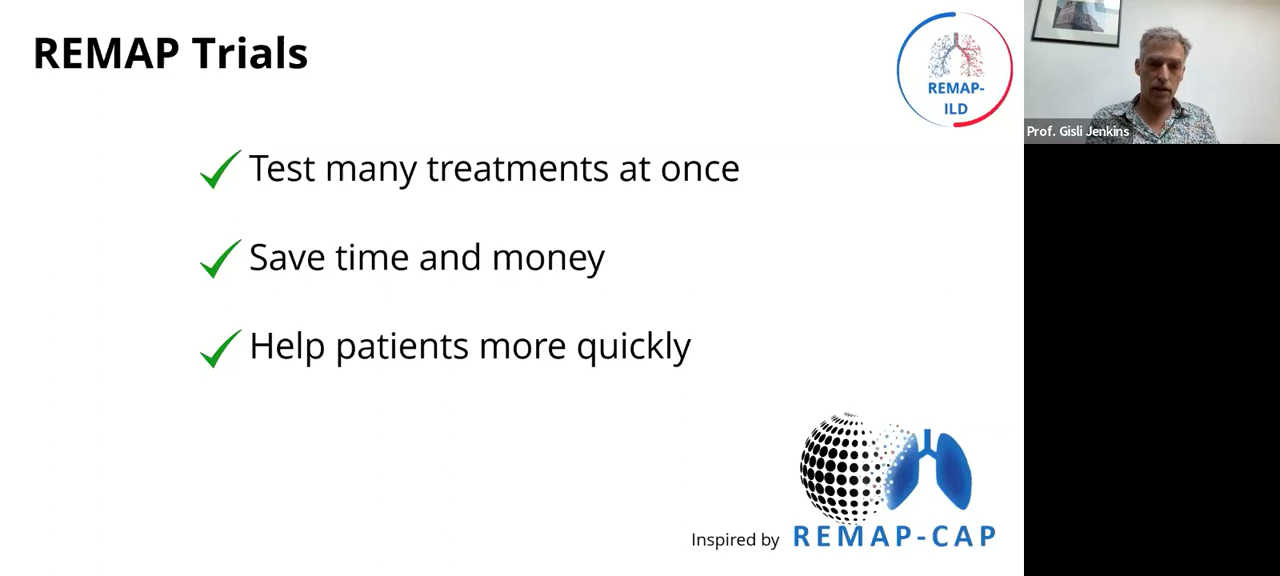 REMAP Trials
REMAP-
ILD
Prof. Gisli Jenkins
Test many treatments at once
Save time and money
Help patients more quickly
Inspired by REMAP-CAP